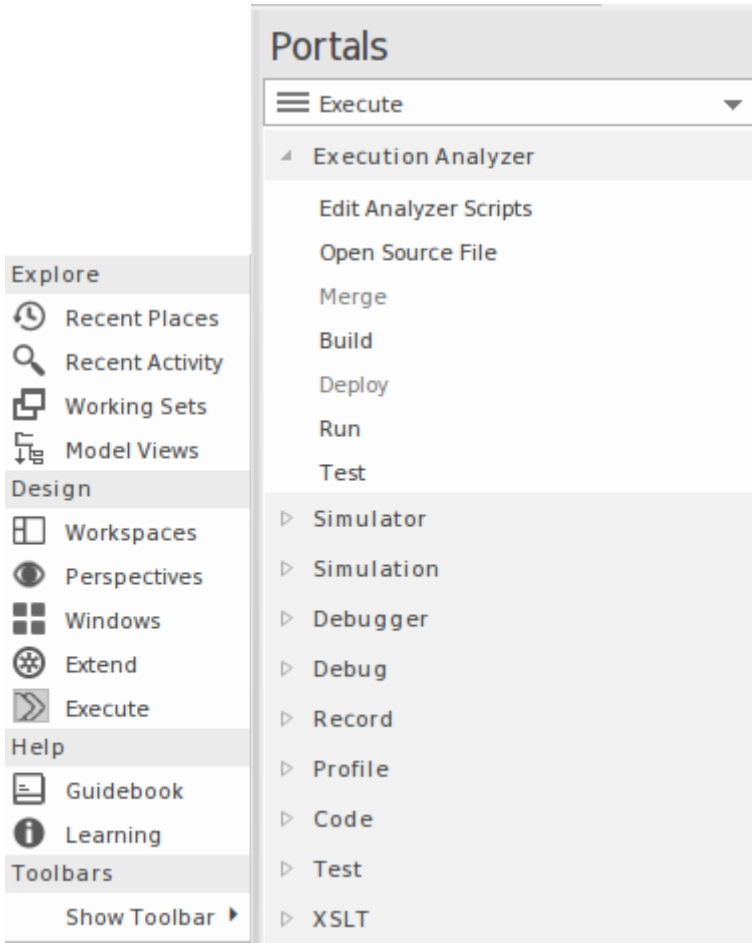 Explore
Recent Places
Recent Activity
Working Sets
Model Views
Design
Workspaces
Perspectives
Windows
Extend
Execute
Help
Guidebook
Learning
Toolbars
Show Toolbar
Portals
Execute
Execution Analyzer
Edit Analyzer Scripts
Open Source File
Merge
Build
Deploy
Run
Test
Simulator
Simulation
Debugger
Debug
Record
Profile
Code
Test
XSLT